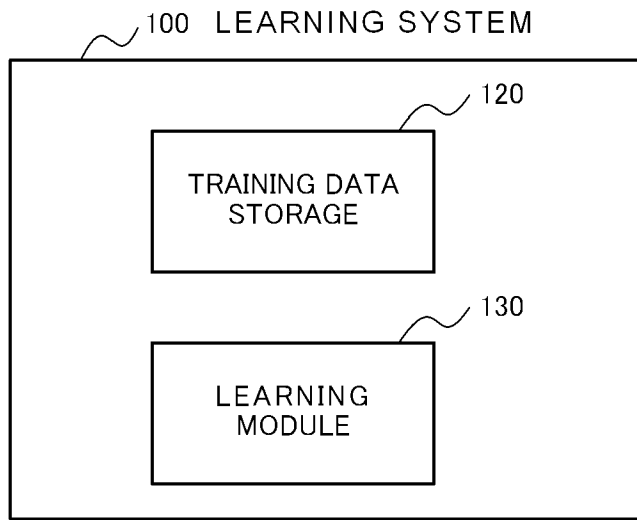 100 LEARNING SYSTEM
120
TRAINING DATA
STORAGE
130
LEARNING
MODULE